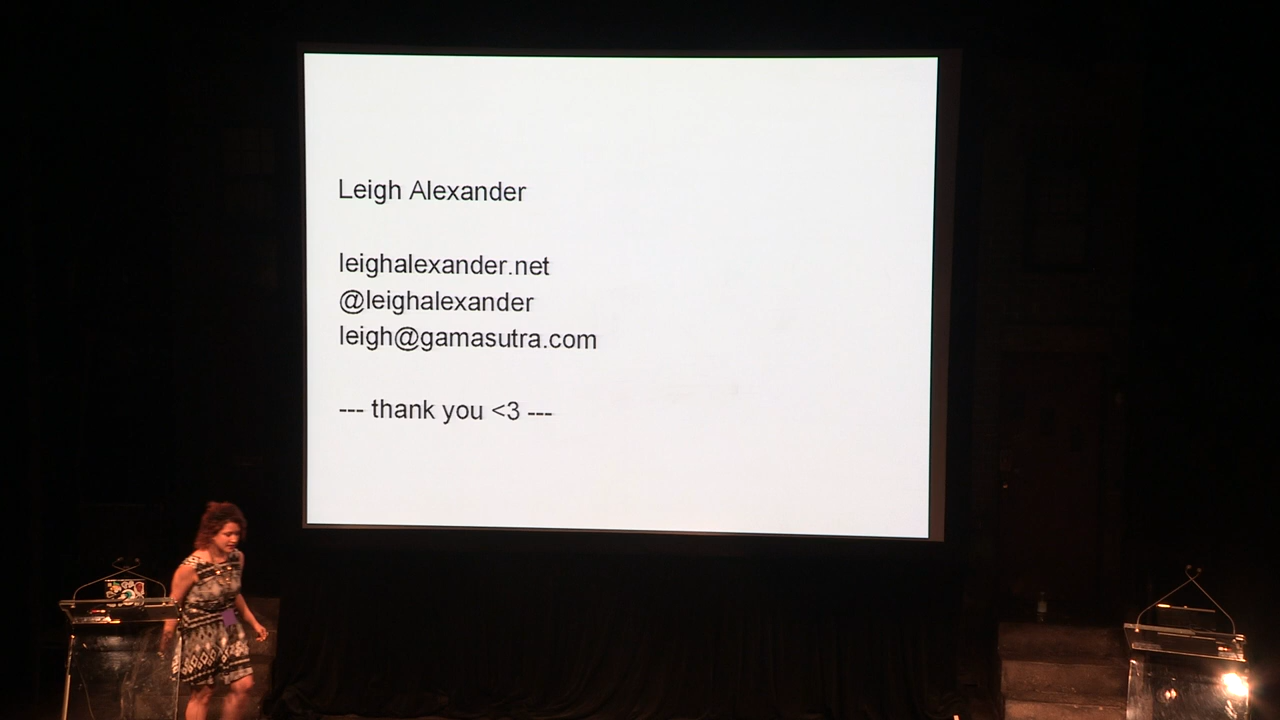 Leigh Alexander
leighalexander.net
@leighalexander
leigh@gamasutra.com
--- thank you <3 ---